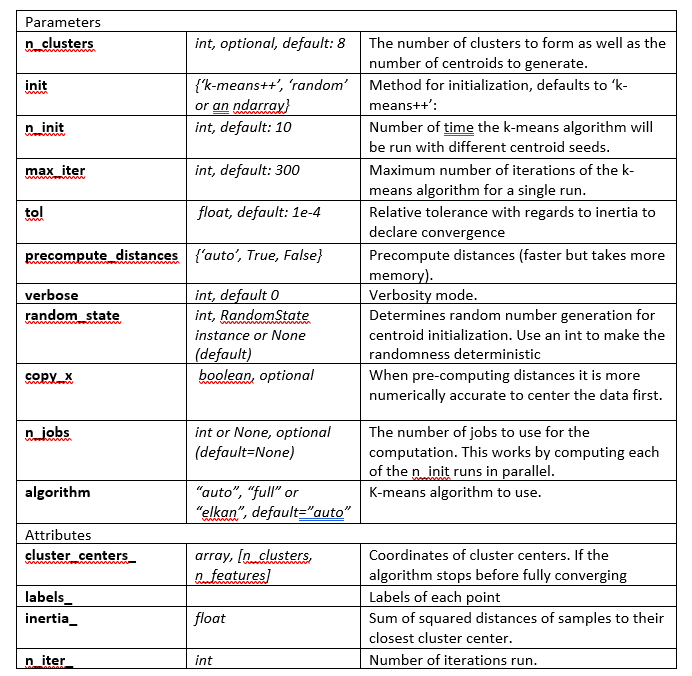 Parameters
n_clusters int, optional, default: 8 The number of clusters to form as well as the
number of centroids to generate.
init {‘k-means++’, ‘random’ Method for initialization, defaults to ‘k-
or an ndarray} means++’:
n_init int, default: 10 Number of time the k-means algorithm will
be run with different centroid seeds.
max_iter int, default: 300 Maximum number of iterations of the k-
means algorithm for a single run.
tol float, default: 1e-4 Relative tolerance with regards to inertia to
declare convergence
precompute_distances {‘auto’, True, False} Precompute distances (faster but takes more
memory).
verbose int, default 0 Verbosity mode.
random_state int, RandomState Determines random number generation for
instance or None centroid initialization. Use an int to make the
(default) randomness deterministic
copy_x boolean, optional When pre-computing distances it is more
numerically accurate to center the data first.
n_jobs int or None, optional The number of jobs to use for the
(default=None) computation. This works by computing each
of the n_init runs in parallel.
algorithm “auto”, “full” or K-means algorithm to use.
“elkan”, default=”auto”
Attributes
cluster_centers_ array, [n_clusters, Coordinates of cluster centers. If the
n_features] algorithm stops before fully converging
labels_ Labels of each point
inertia_ float Sum of squared distances of samples to their
closest cluster center.
n_iter_ int Number of iterations run.